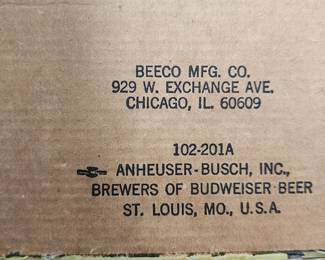 BEECO MFG. CO.
929 W. EXCHANGE AVE.
CHICAGO, IL. 60609
102-201A
ANHEUSER-BUSCH, INC.,
BREWERS OF BUDWEISER BEER
ST. LOUIS, MO., U.S.A.